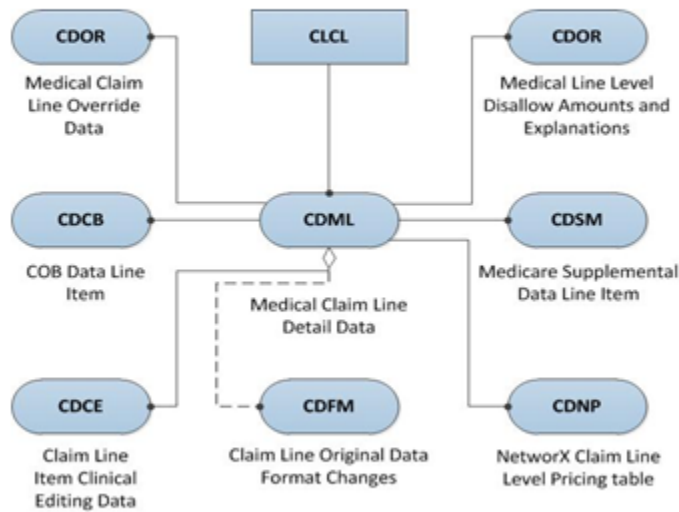 CDOR
Medical Claim
Line Override
Data
CLCL
CDOR
Medical Line Level
Disallow Amounts and
Explanations
CDCB
COB Data Line
Item
CDML
Medical Claim Line
Detail Data
CDSM
Medicare Supplemental
Data Line Item
CDCE
Claim Line
Item Clinical
Editing Data
CDFM
Claim Line Original Data
Format Changes
CDNP
NetworX Claim Line
Level Pricing table